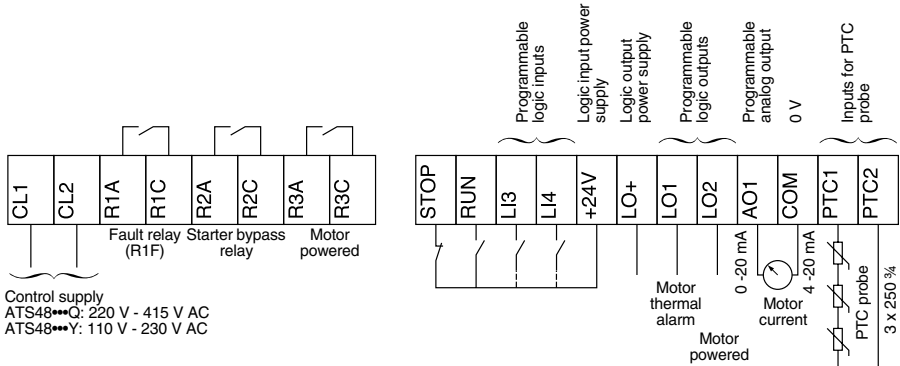 CL1
CL2
R1A
R1C
R2A
R2C
R3A
R3C
Fault relay
(R1F)
Starter bypass
relay
Motor
powered
Control supply
ATS48•••Q: 220 V - 415 V AC
ATS48•••Y: 110 V - 230 V AC
Programmable
logic inputs
Logic input power
supply
Logic output
power supply
Programmable
logic outputs
Programmable
analog output
0 V
Inputs for PTC
probe
STOP
RUN
LI3
LI4
+24V
LO+
LO1
LO2
AO1
COM
PTC1
PTC2
Motor
thermal
alarm
Motor
powered
0 -20 mA
4 -20 mA
Motor
current
PTC probe
3 x 250 ¾